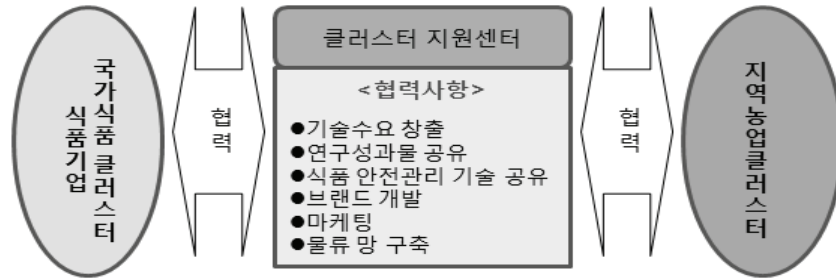 국가식품 클러스터
식품기업
협력
클러스터 지원센터
<협력사항>
●기술수요 창출
●연구성과물 공유
●식품 안전관리 기술 공유
●브랜드 개발
●마케팅
●물류 망 구축
협력
지역농업클러스터